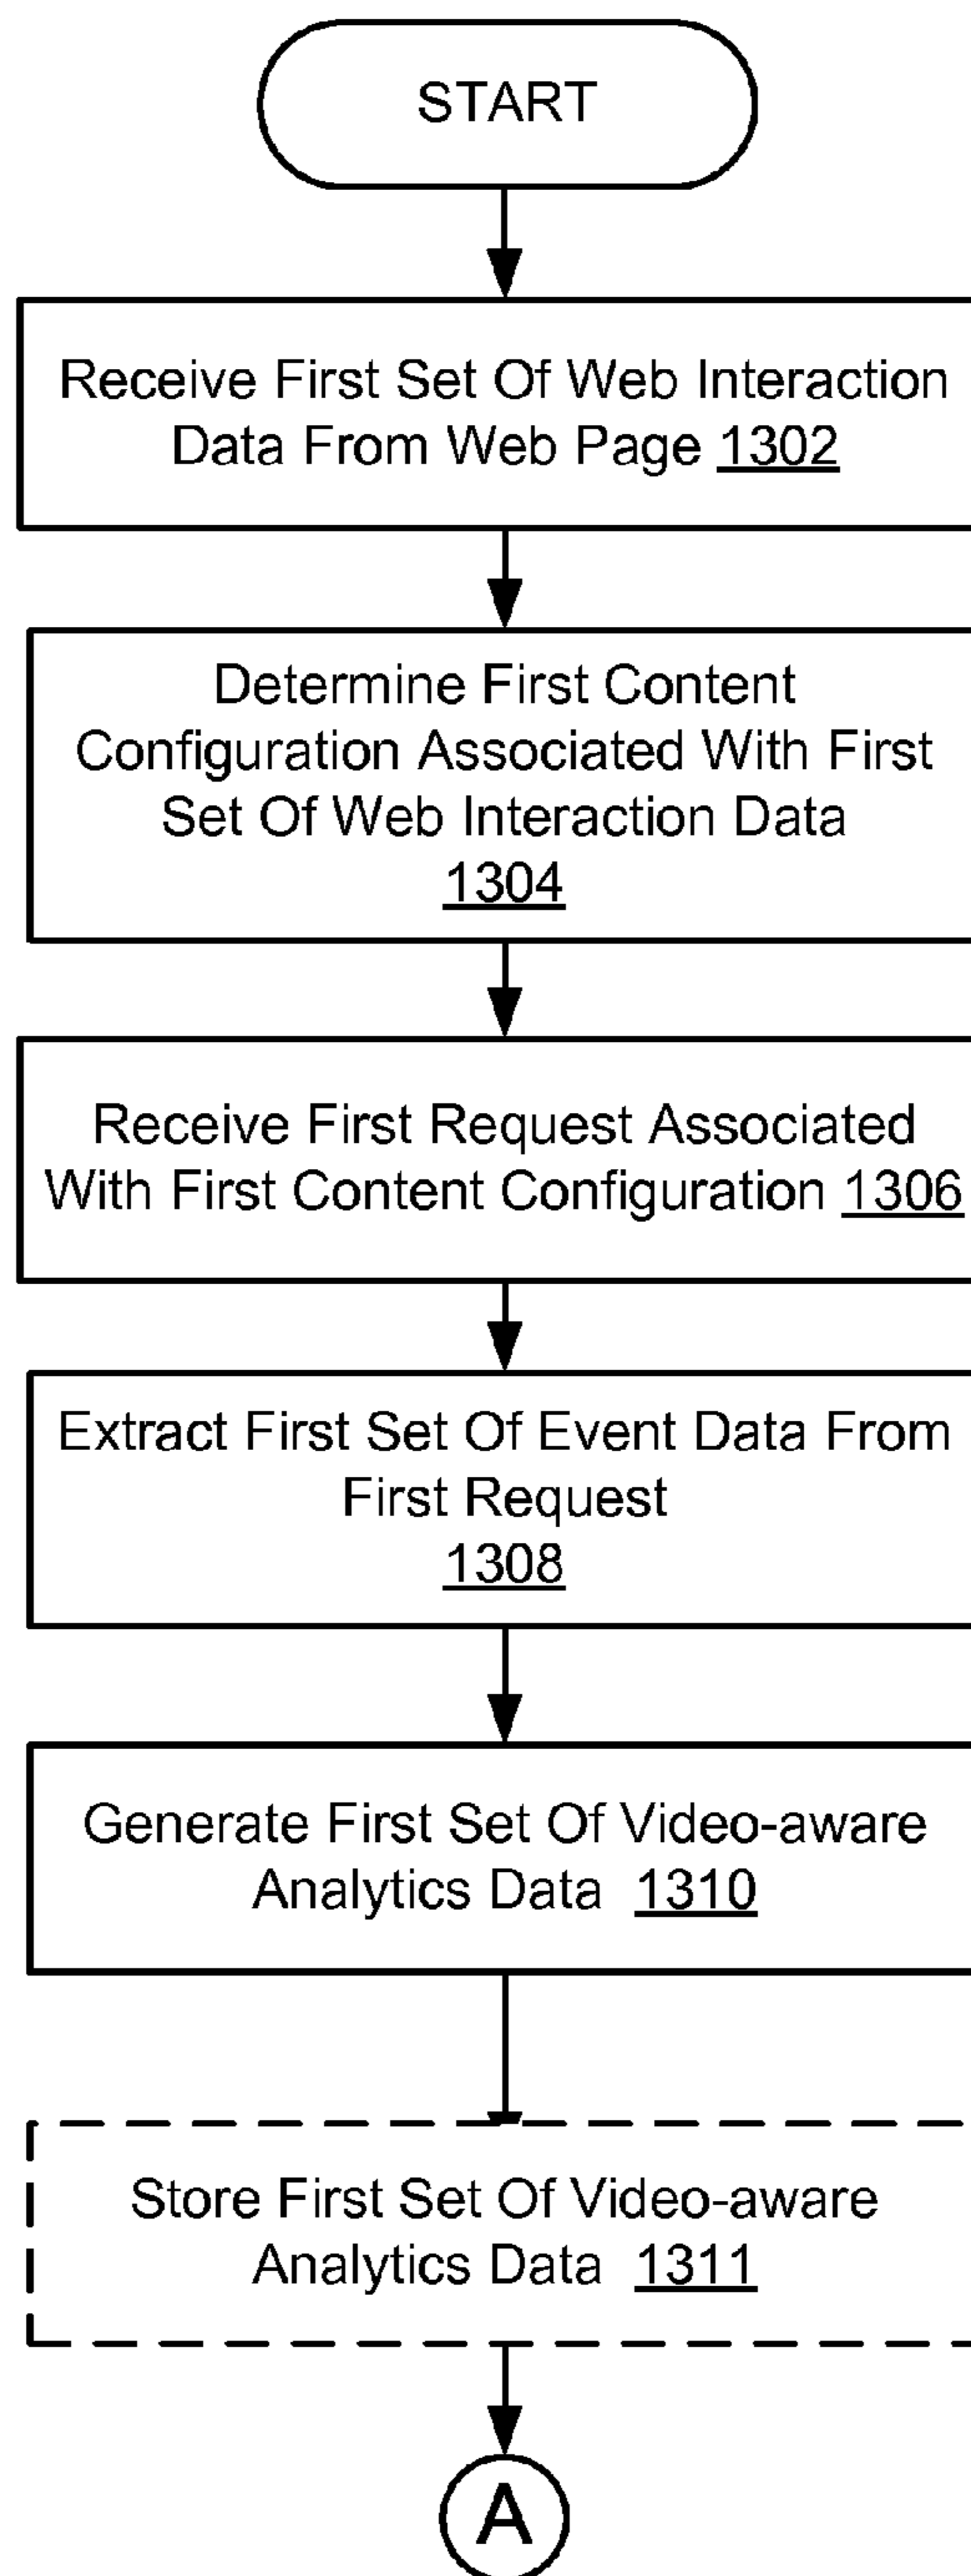 START
Receive First Set Of Web Interaction
Data From Web Page 1302
Determine First Content
Configuration Associated With First
Set Of Web Interaction Data
1304
Receive First Request Associated
With First Content Configuration 1306
Extract First Set Of Event Data From
First Request
1308
Generate First Set Of Video-aware
Analytics Data 1310
Store First Set Of Video-aware
Analytics Data 1311
A